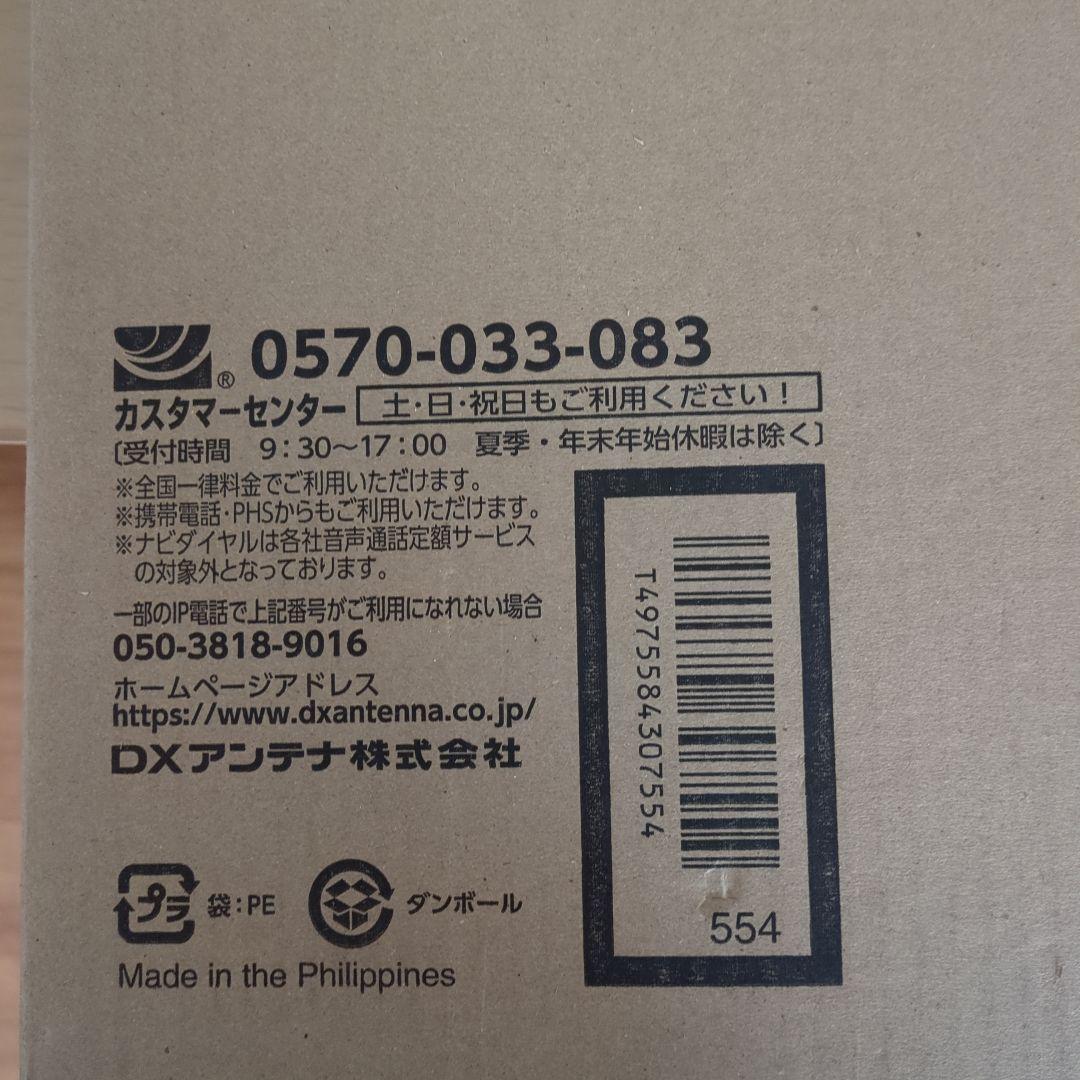 ® 0570-033-083
カスタマーセンター 土・日・祝日もご利用ください!
〔受付時間 9:30～17:00 夏季・年末年始休暇は除く〕
※全国一律料金でご利用いただけます。
※携帯電話・PHSからもご利用いただけます。
※ナビダイヤルは各社音声通話定額サービス
の対象外となっております。
一部のIP電話で上記番号がご利用になれない場合
050-3818-9016
ホームページアドレス
https://www.dxantenna.co.jp/
DXアンテナ株式会社
プラ 袋:PE ダンボール
Made in the Philippines
T4975584307554
554